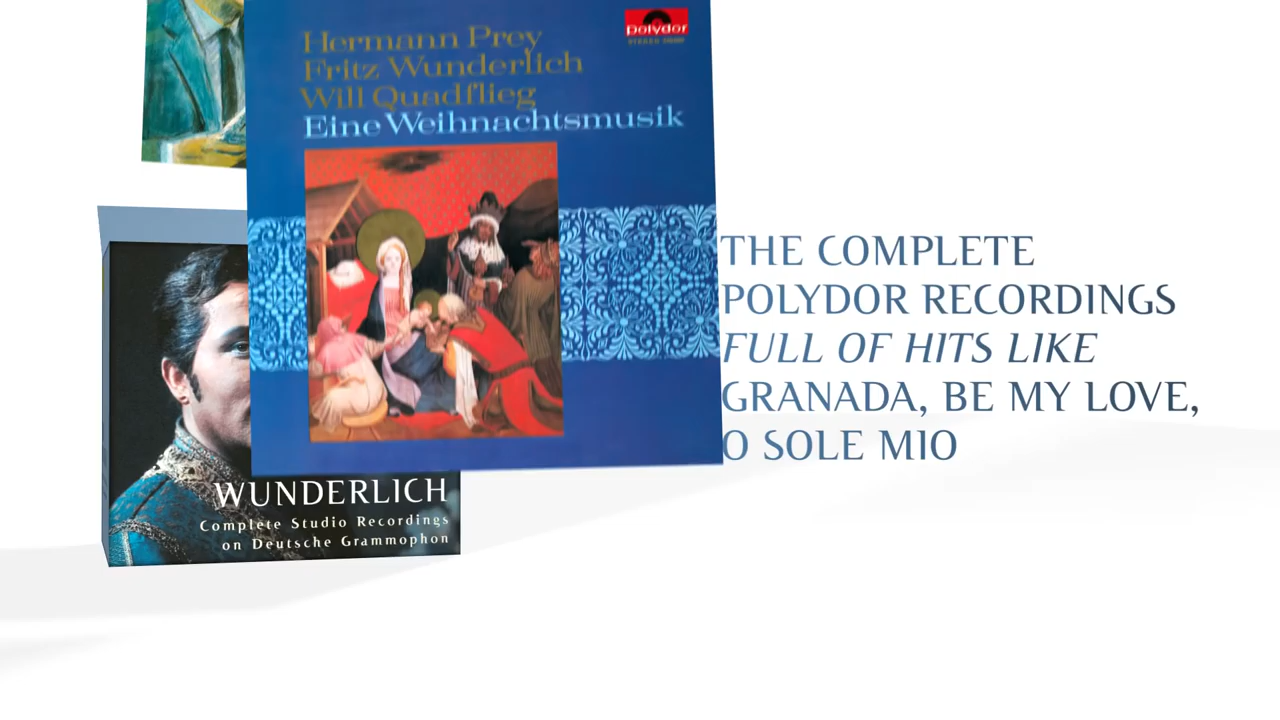 polydor
Hermann Prey
Fritz Wunderlich
Will Quadflieg
Eine Weihnachtsmusik
THE COMPLETE
POLYDOR RECORDINGS
FULL OF HITS LIKE
GRANADA, BE MY LOVE,
O SOLE MIO
WUNDERLICH
Complete Studio Recordings
on Deutsche Grammophon